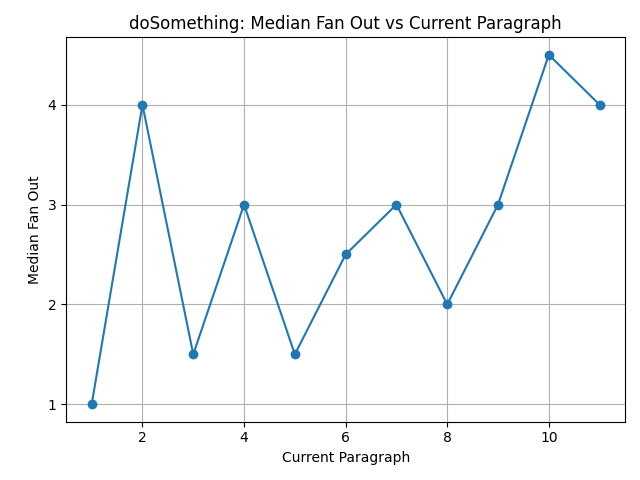 doSomething: Median Fan Out vs Current Paragraph
4
3
2
1
Median Fan Out
2 4 6 8 10
Current Paragraph